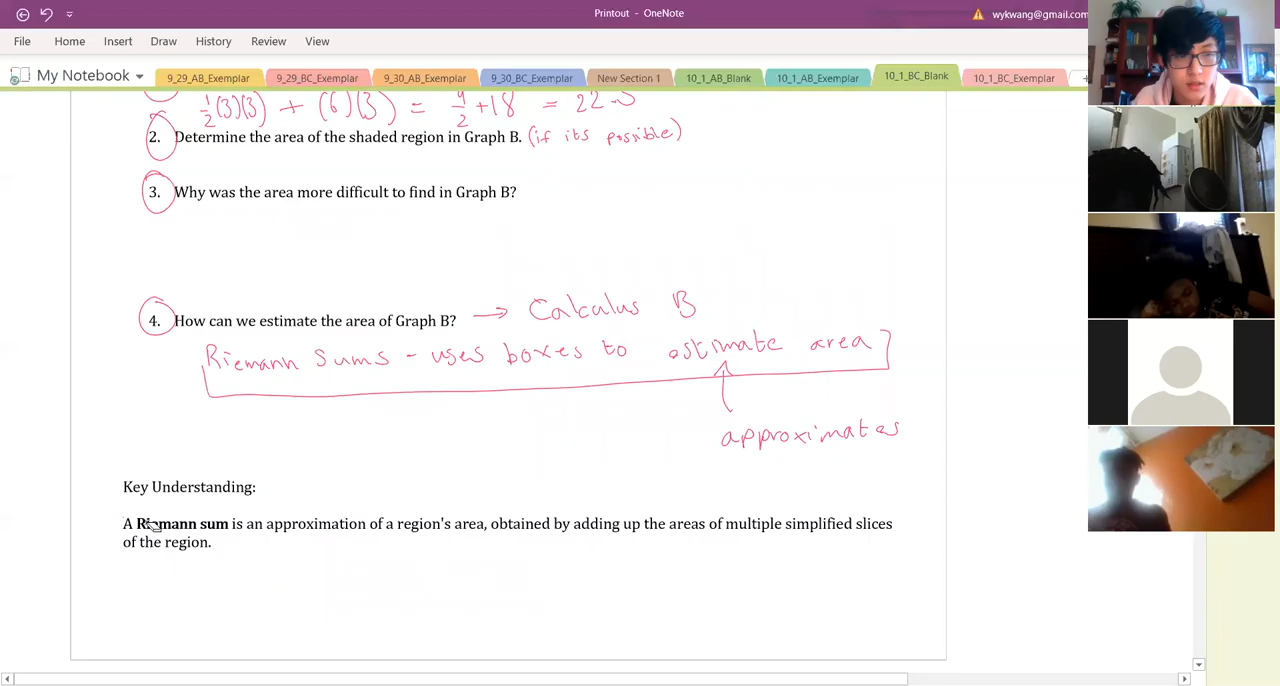 Printout - OneNote
wykwang@gmail.com
File Home Insert Draw History Review View
My Notebook
9_29_AB_Exemplar 9_29_BC_Exemplar 9_30_AB_Exemplar 9_30_BC_Exemplar New Section 1 10_1_AB_Blank 10_1_AB_Exemplar 10_1_BC_Blank 10_1_BC_Exemplar
1/2(3)(3) + (6)(3) = 9/2 + 18 = 22.5
2. Determine the area of the shaded region in Graph B. (if its possible)
3. Why was the area more difficult to find in Graph B?
4. How can we estimate the area of Graph B? → Calculus B
Riemann Sums - uses boxes to estimate area
approximates
Key Understanding:
A Riemann sum is an approximation of a region's area, obtained by adding up the areas of multiple simplified slices
of the region.